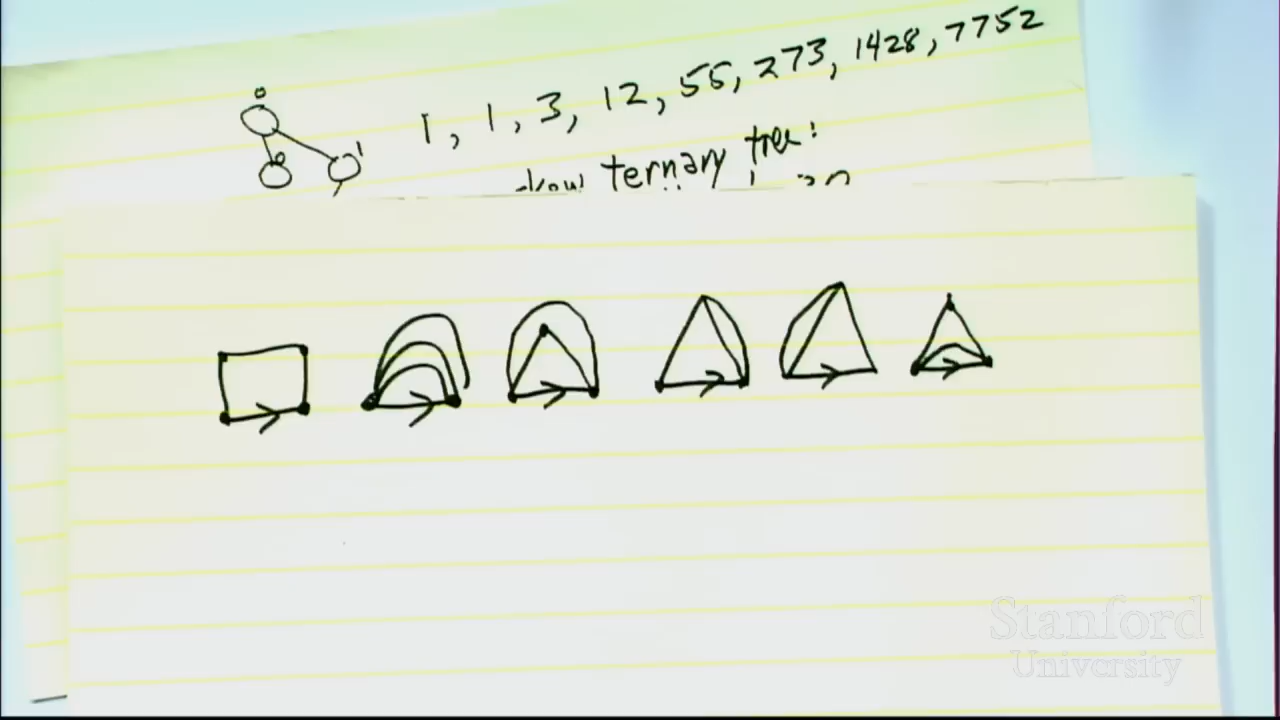 1, 1, 3, 12, 55, 273, 1428, 7752
ternary tree:
Stanford
University